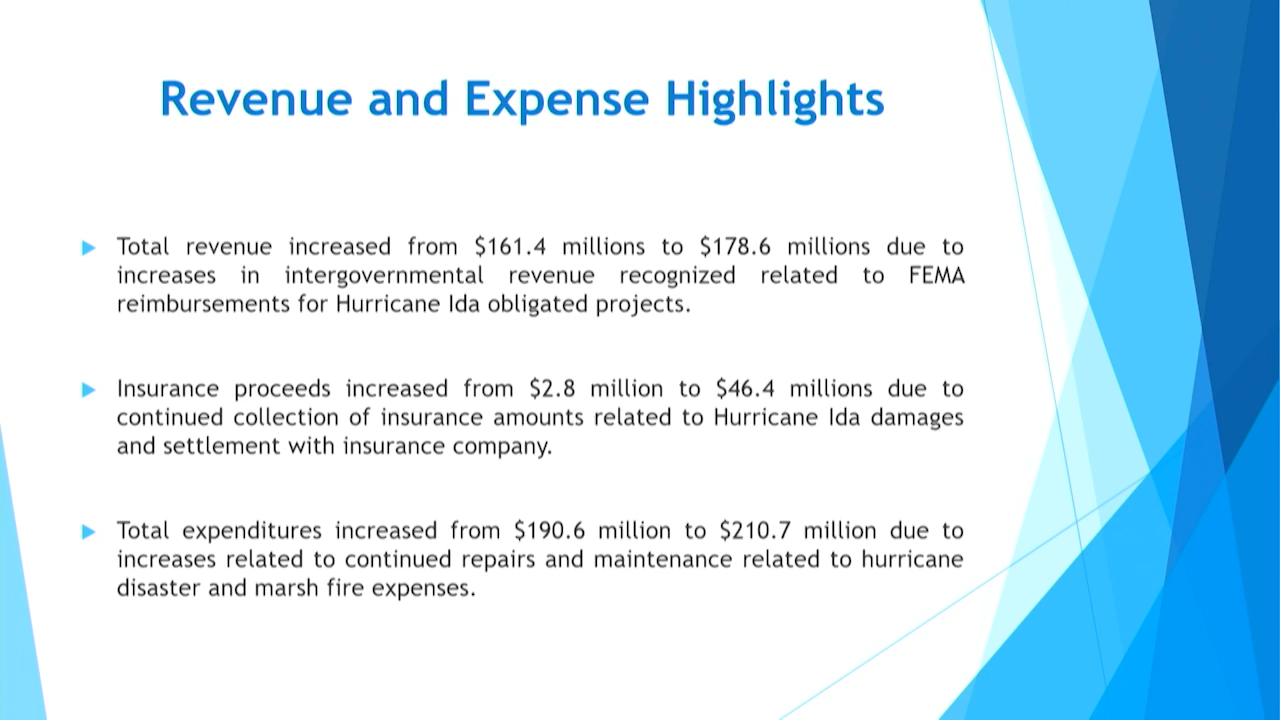 Revenue and Expense Highlights
Total revenue increased from $161.4 millions to $178.6 millions due to
increases in intergovernmental revenue recognized related to FEMA
reimbursements for Hurricane Ida obligated projects.
Insurance proceeds increased from $2.8 million to $46.4 millions due to
continued collection of insurance amounts related to Hurricane Ida damages
and settlement with insurance company.
Total expenditures increased from $190.6 million to $210.7 million due to
increases related to continued repairs and maintenance related to hurricane
disaster and marsh fire expenses.